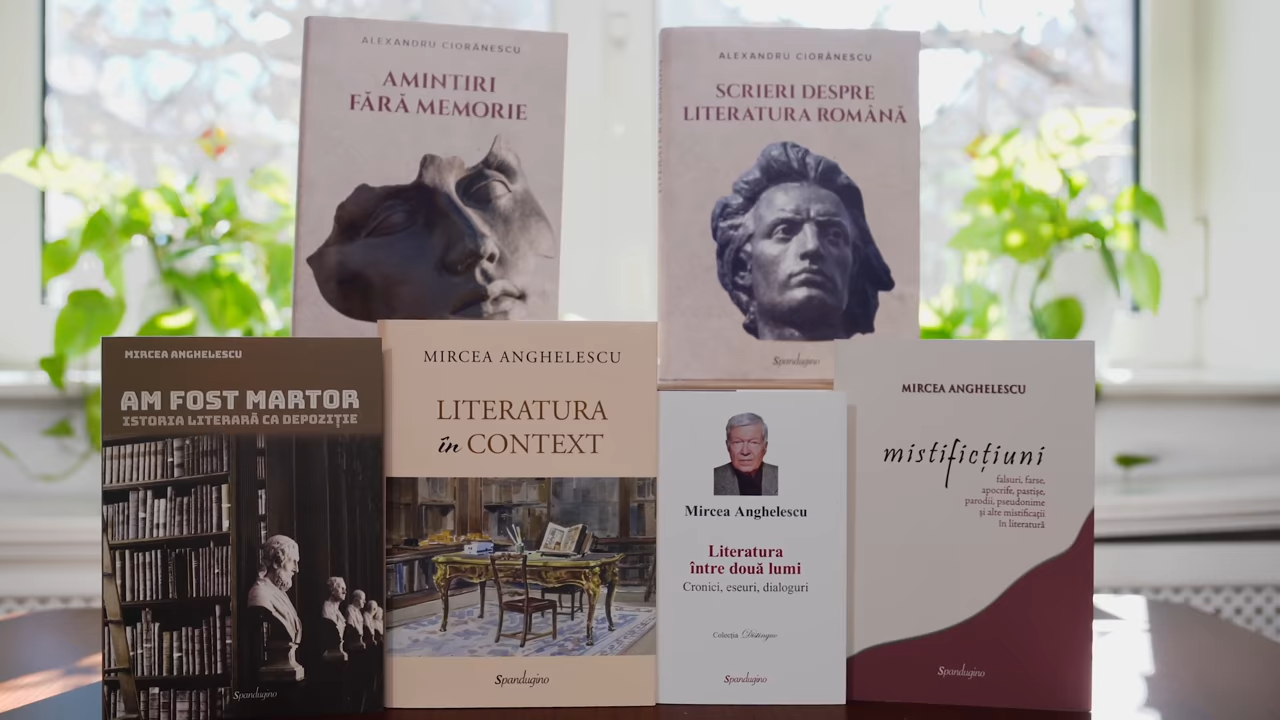 ALEXANDRU CIORĂNESCU
AMINTIRI
FĂRĂ MEMORIE
ALEXANDRU CIORĂNESCU
SCRIERI DESPRE
LITERATURA ROMÂNĂ
Spandugino
MIRCEA ANGHELESCU
AM FOST MARTOR
ISTORIA LITERARĂ CA DEPOZIȚIE
Spandugino
MIRCEA ANGHELESCU
LITERATURA
în CONTEXT
Spandugino
Mircea Anghelescu
Literatura
între două lumi
Cronici, eseuri, dialoguri
Colecția Distinguo
Spandugino
MIRCEA ANGHELESCU
mistificțiuni
falsuri, farse,
apocrife, pastișe,
parodii, pseudonime
și alte mistificații
în literatură
Spandugino